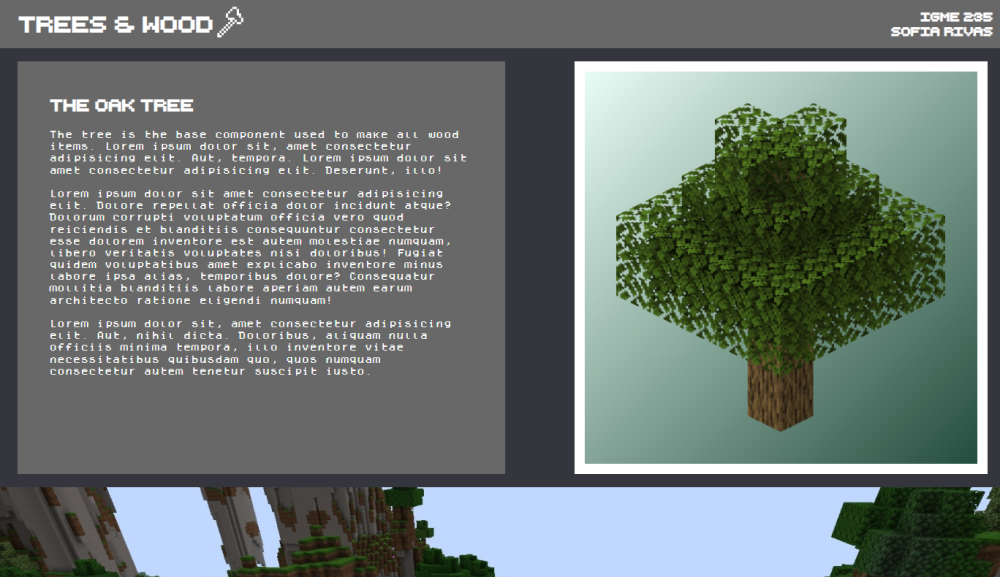 TREES & WOOD
IGME 235
SOFIA RIVAS
THE OAK TREE
The tree is the base component used to make all wood
items. Lorem ipsum dolor sit, amet consectetur
adipisicing elit. Aut, tempora. Lorem ipsum dolor sit
amet consectetur adipisicing elit. Deserunt, illo!
Lorem ipsum dolor sit amet consectetur adipisicing
elit. Dolore repellat officia dolor incidunt atque?
Dolorum corrupti voluptatum officia vero quod
reiciendis et blanditiis consequuntur consectetur
esse dolorem inventore est autem molestiae numquam,
libero veritatis voluptates nisi doloribus! Fugiat
quidem voluptatibus amet explicabo inventore minus
labore ipsa alias, temporibus dolore? Consequatur
mollitia blanditiis labore aperiam autem earum
architecto ratione eligendi numquam!
Lorem ipsum dolor sit, amet consectetur adipisicing
elit. Aut, nihil dicta. Doloribus, aliquam nulla
officiis minima tempora, illo inventore vitae
necessitatibus quibusdam quo, quos numquam
consectetur autem tenetur suscipit iusto.